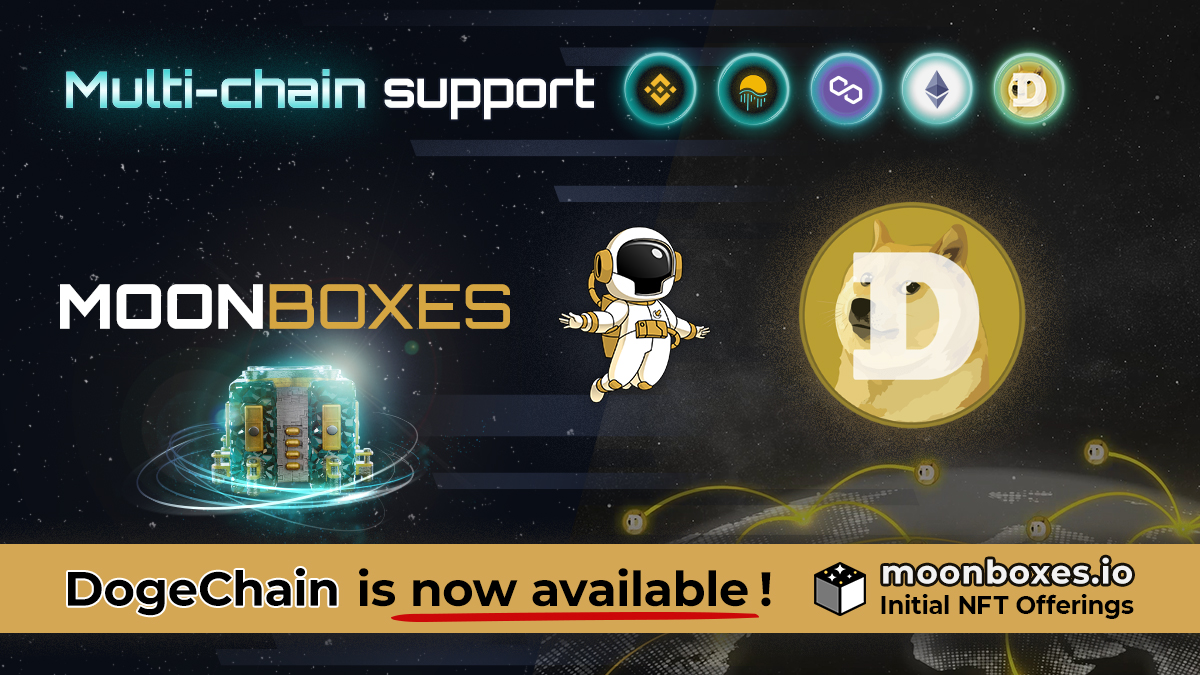 Multi-chain support
D
MOONBOXES
D
DogeChain is now available !
moonboxes.io
Initial NFT Offerings